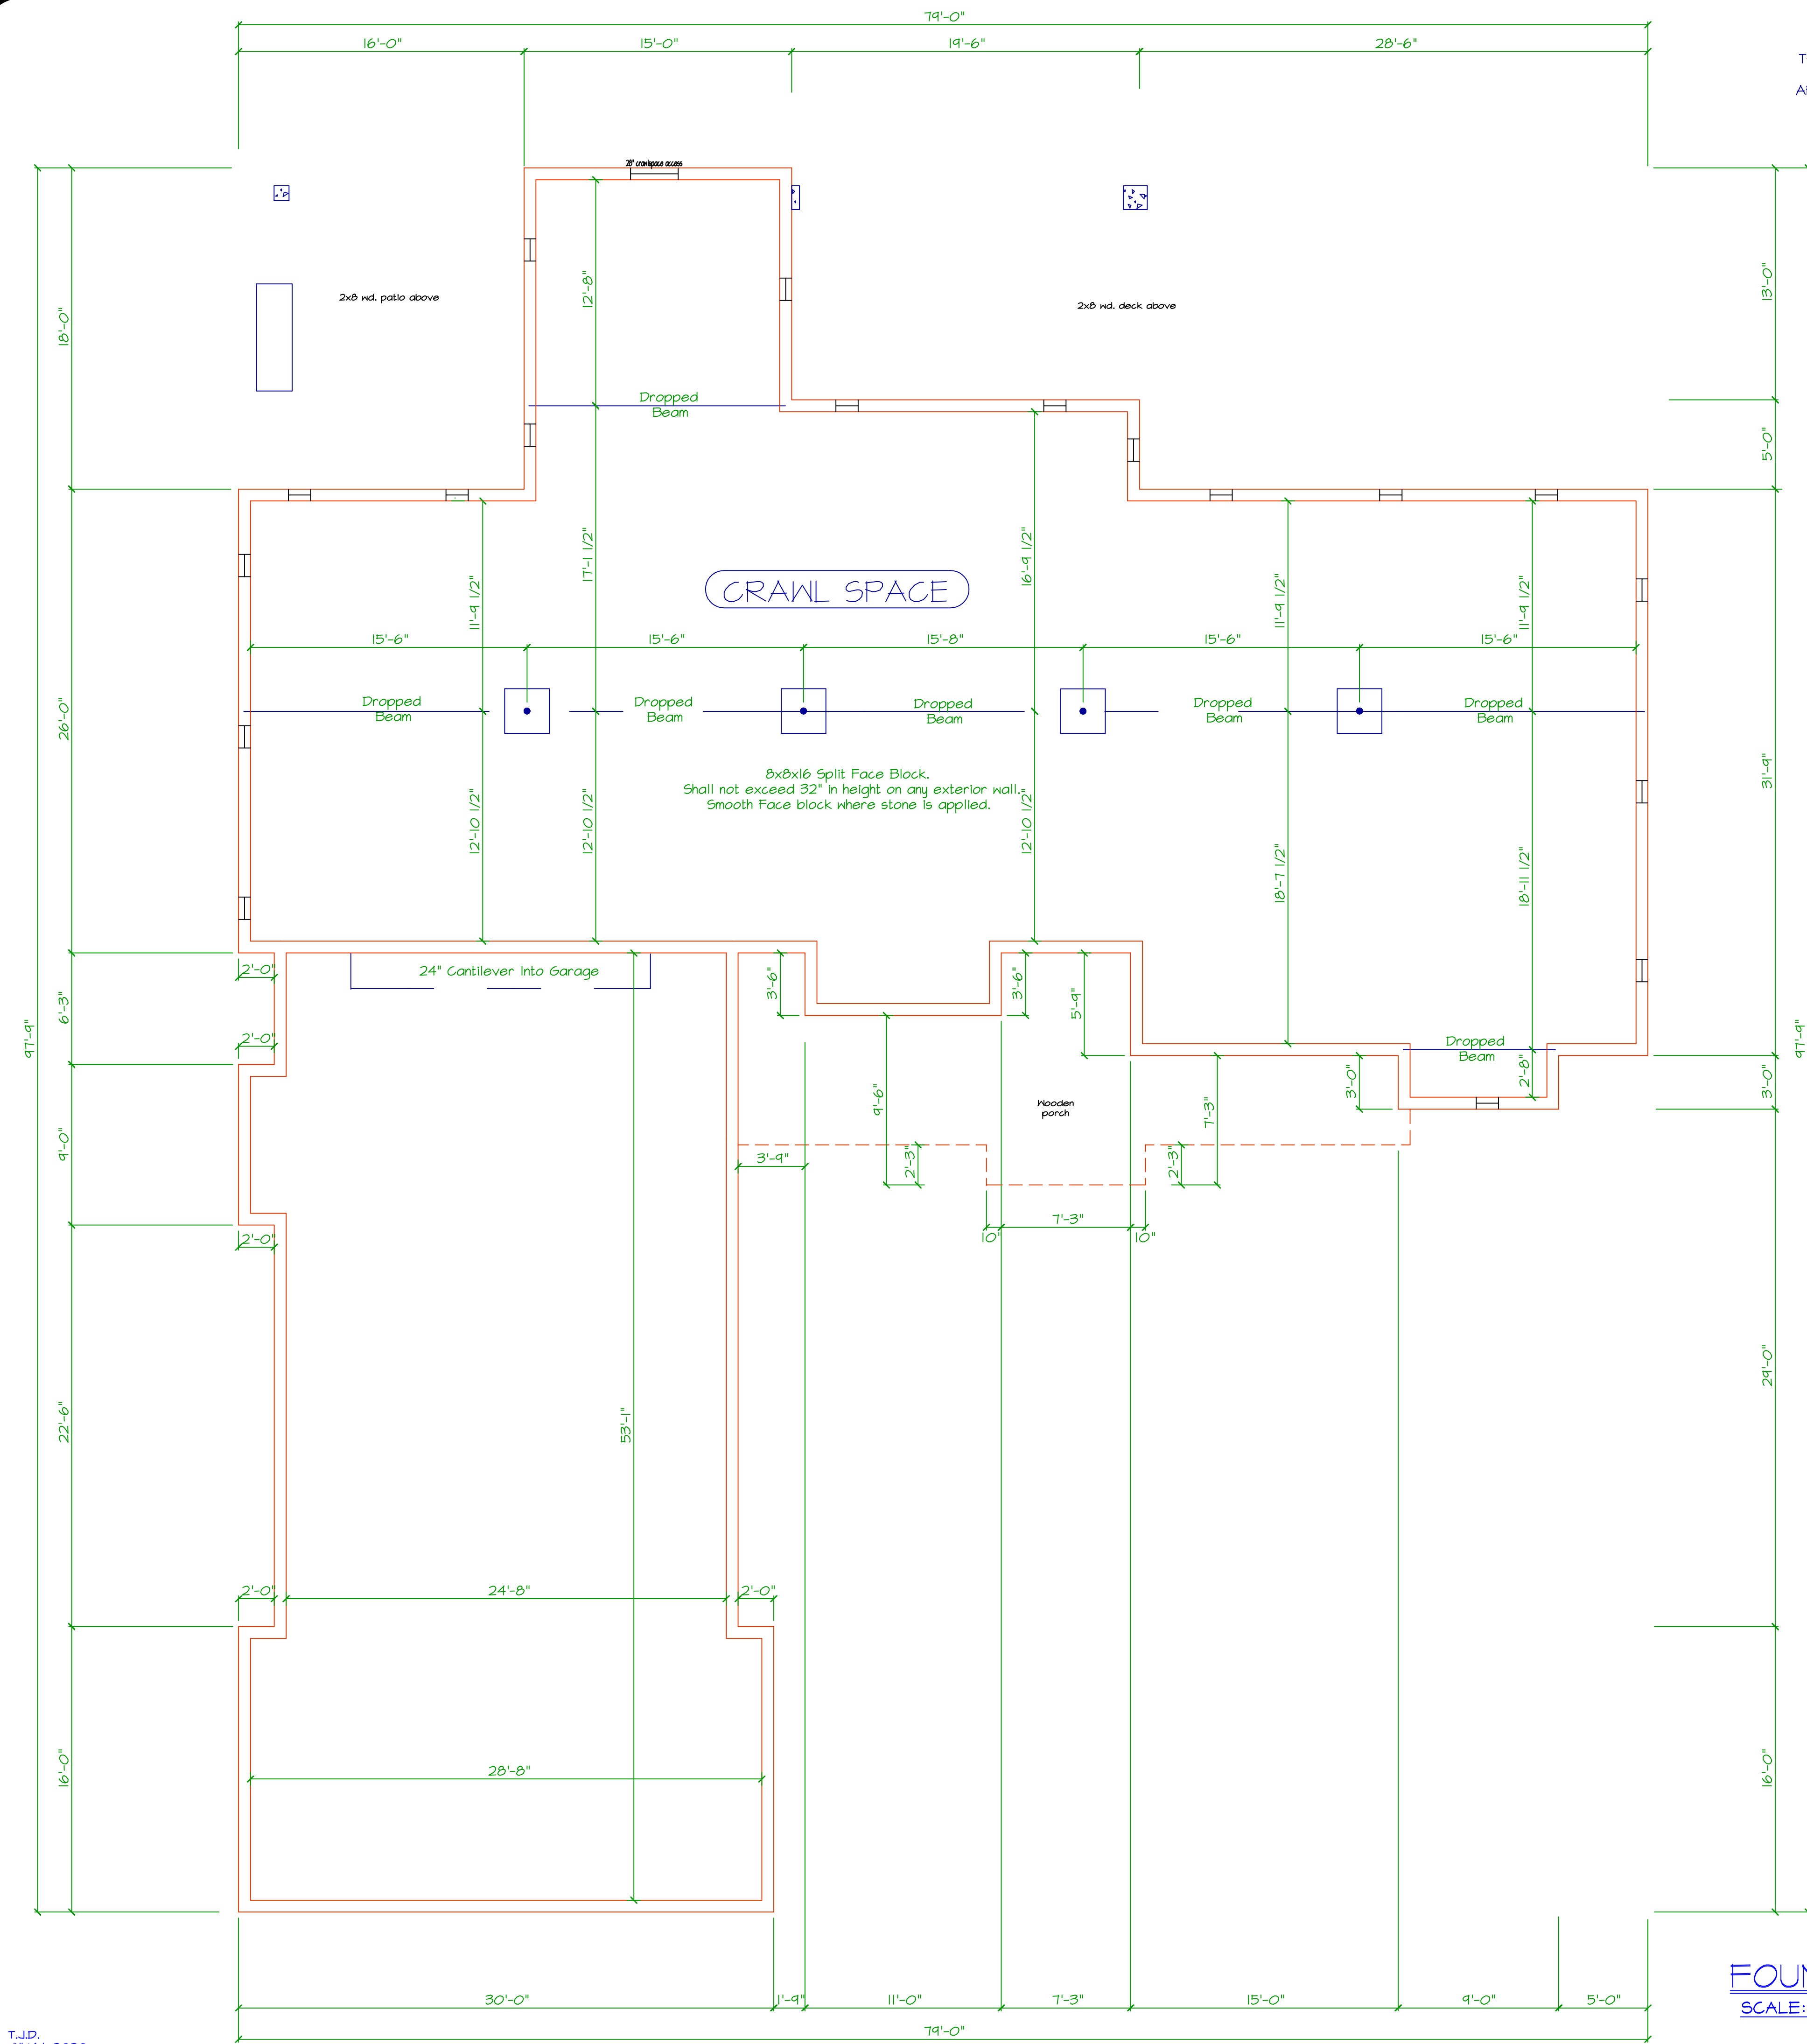 79'-0"
16'-0" 15'-0" 19'-6" 28'-6"
28" crawlspace access
2x8 wd. patio above
2x8 wd. deck above
12'-8"
18'-0"
13'-0"
Dropped
Beam
5'-0"
17'-1 1/2"
16'-9 1/2"
11'-9 1/2"
11'-9 1/2"
11'-9 1/2"
CRAWL SPACE
15'-6" 15'-6" 15'-8" 15'-6" 15'-6"
Dropped
Beam
Dropped
Beam
Dropped
Beam
Dropped
Beam
Dropped
Beam
26'-0"
31'-9"
8x8x16 Split Face Block.
Shall not exceed 32" in height on any exterior wall.
Smooth Face block where stone is applied.
12'-10 1/2"
12'-10 1/2"
12'-10 1/2"
18'-7 1/2"
18'-11 1/2"
2'-0"
24" Cantilever Into Garage
3'-6"
3'-6"
5'-9"
6'-3"
97'-9"
97'-9"
2'-0"
Dropped
Beam
2'-8"
3'-0"
3'-0"
9'-6"
Wooden
porch
7'-3"
9'-0"
3'-9"
2'-3"
2'-3"
7'-3"
10"
10"
2'-0"
22'-6"
53'-1"
29'-0"
2'-0" 24'-8" 2'-0"
16'-0"
28'-8"
16'-0"
30'-0" 1'-9" 11'-0" 7'-3" 15'-0" 9'-0" 5'-0"
79'-0"
FOUN
SCALE:
T.J.D.